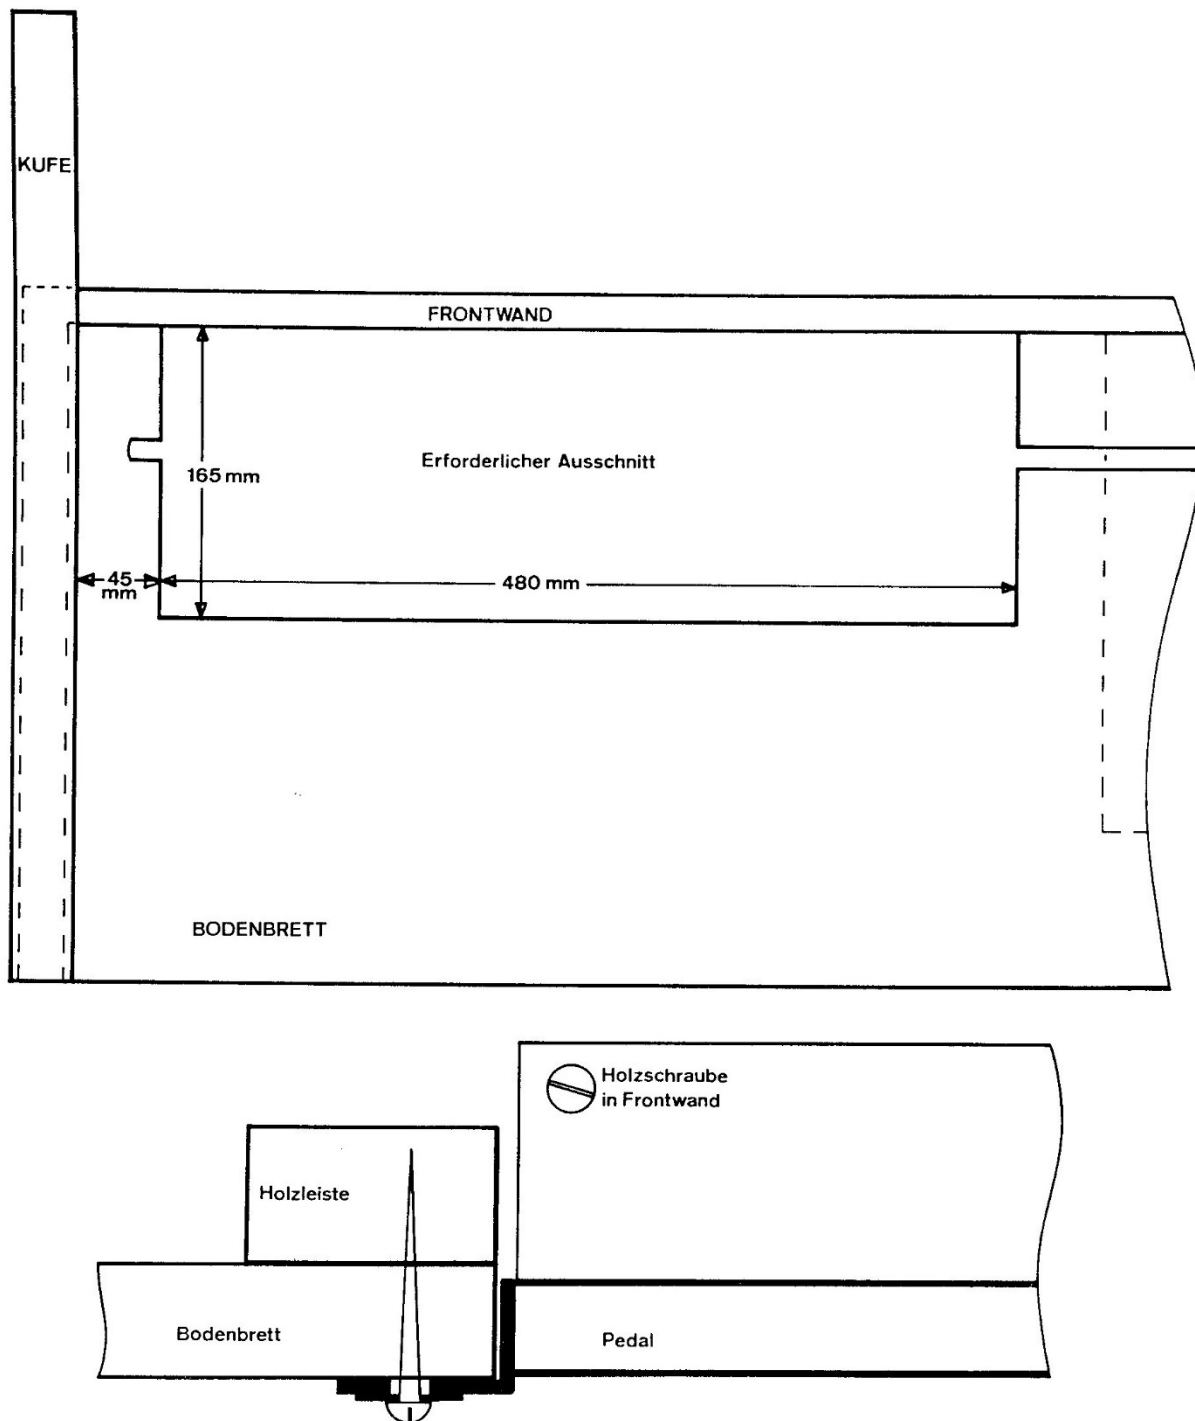 KUFE
FRONTWAND
Erforderlicher Ausschnitt
165 mm
45
mm
480 mm
BODENBRETT
Holzschraube
in Frontwand
Holzleiste
Bodenbrett
Pedal